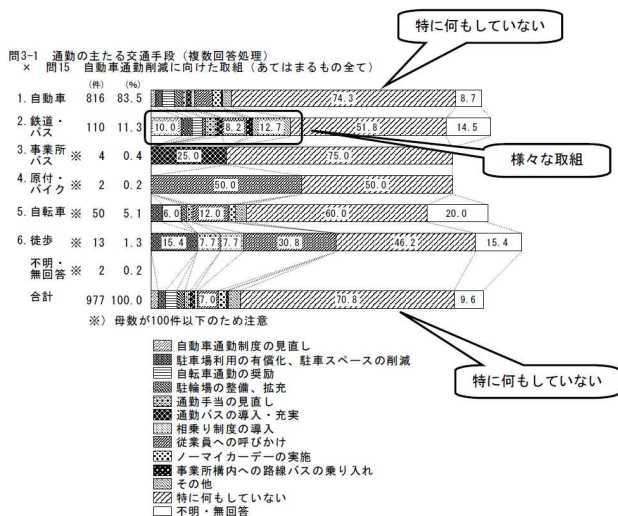 特に何もしていない
問3-1 通勤の主たる交通手段(複数回答処理)
× 問15 自動車通勤削減に向けた取組(あてはまるもの全て)
(件) (%)
1.自動車 816 83.5 74.3 8.7
2.鉄道・バス 110 11.3 10.0 8.2 12.7 51.8 14.5
様々な取組
3.事業所バス ※ 4 0.4 25.0 75.0
4.原付・バイク ※ 2 0.2 50.0 50.0
5.自転車 ※ 50 5.1 6.0 12.0 60.0 20.0
6.徒歩 ※ 13 1.3 15.4 7.7 7.7 30.8 46.2 15.4
不明・無回答 ※ 2 0.2
合計 977 100.0 7.0 70.8 9.6
※)母数が100件以下のため注意
特に何もしていない
自動車通勤制度の見直し
駐車場利用の有償化、駐車スペースの削減
自転車通勤の奨励
駐輪場の整備、拡充
通勤手当の見直し
通勤バスの導入・充実
相乗り制度の導入
従業員への呼びかけ
ノーマイカーデーの実施
事業所構内への路線バスの乗り入れ
その他
特に何もしていない
不明・無回答